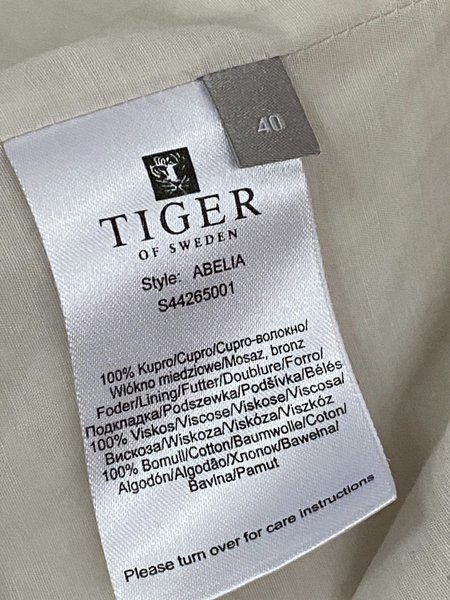 40
TIGER
OF SWEDEN
Style: ABELIA
S44265001
100% Kupro/Cupro/Cupro-волокно/
Włókno miedziowe/Mosaz, bronz
Foder/Lining/Futter/Doublure/Forro/
Подкладка/Podszewka/Podšívka/Bélés
100% Viskos/Viscose/Viskose/Viscosa/
Вискоза/Wiskoza/Viskóza/Viszkóz
100% Bomull/Cotton/Baumwolle/Coton/
Algodón/Algodão/Хлопок/Bawełna/
Bavlna/Pamut
Please turn over for care instructions